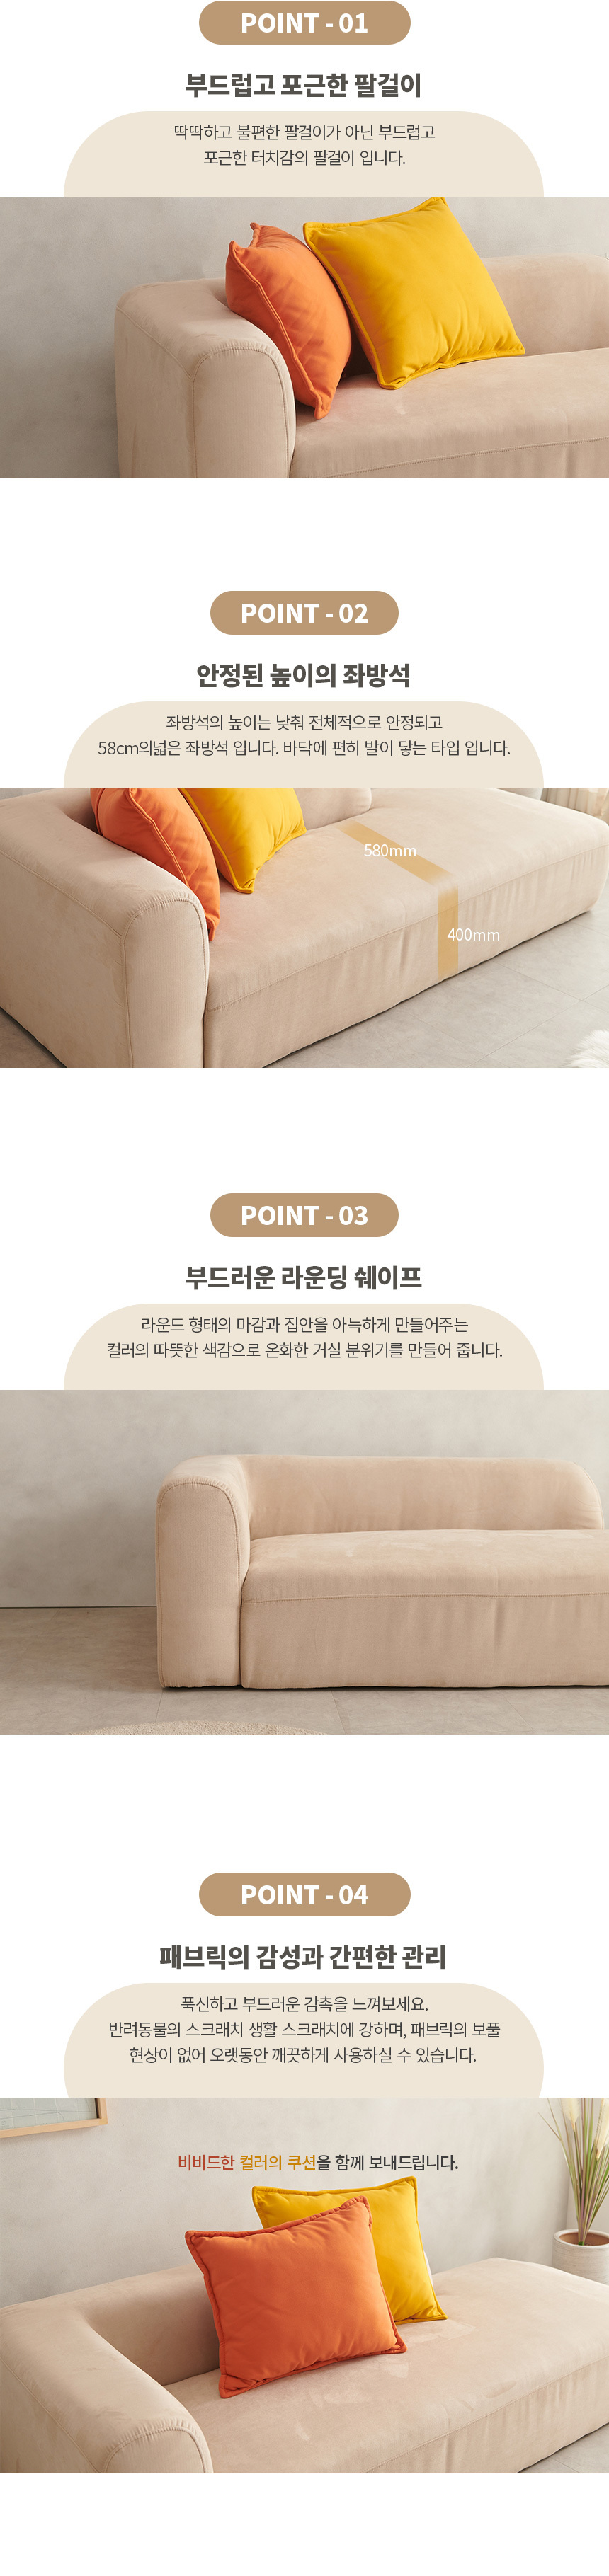 POINT - 01
부드럽고 포근한 팔걸이
딱딱하고 불편한 팔걸이가 아닌 부드럽고
포근한 터치감의 팔걸이 입니다.
POINT - 02
안정된 높이의 좌방석
좌방석의 높이는 낮춰 전체적으로 안정되고
58cm의넓은 좌방석 입니다. 바닥에 편히 발이 닿는 타입 입니다.
580mm
400mm
POINT - 03
부드러운 라운딩 쉐이프
라운드 형태의 마감과 집안을 아늑하게 만들어주는
컬러의 따뜻한 색감으로 온화한 거실 분위기를 만들어 줍니다.
POINT - 04
패브릭의 감성과 간편한 관리
푹신하고 부드러운 감촉을 느껴보세요.
반려동물의 스크래치 생활 스크래치에 강하며, 패브릭의 보풀
현상이 없어 오랫동안 깨끗하게 사용하실 수 있습니다.
비비드한 컬러의 쿠션을 함께 보내드립니다.